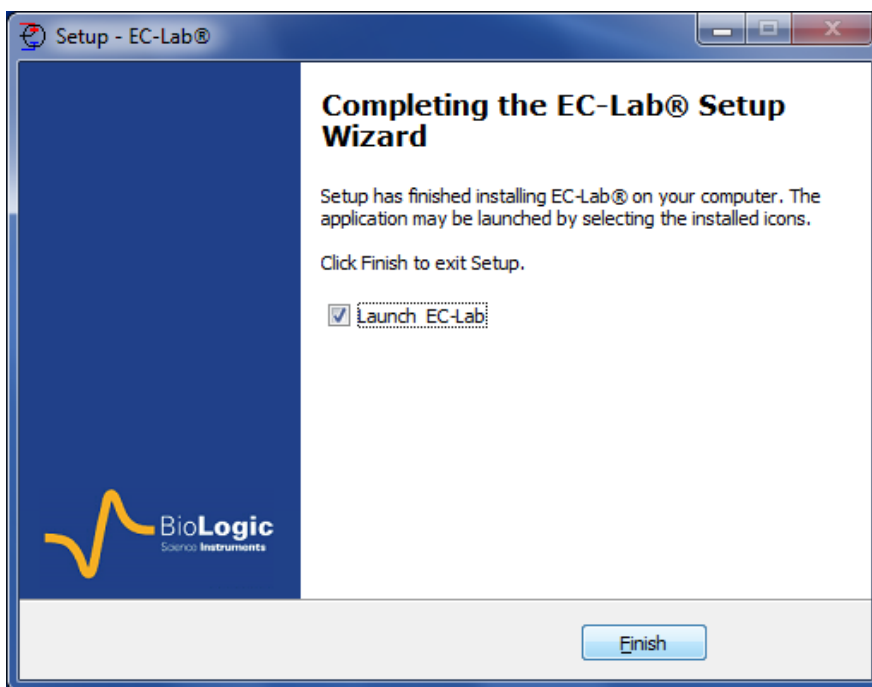 Setup - EC-Lab®
Completing the EC-Lab® Setup
Wizard
Setup has finished installing EC-Lab® on your computer. The
application may be launched by selecting the installed icons.
Click Finish to exit Setup.
Launch EC-Lab
BioLogic
Science Instruments
Finish